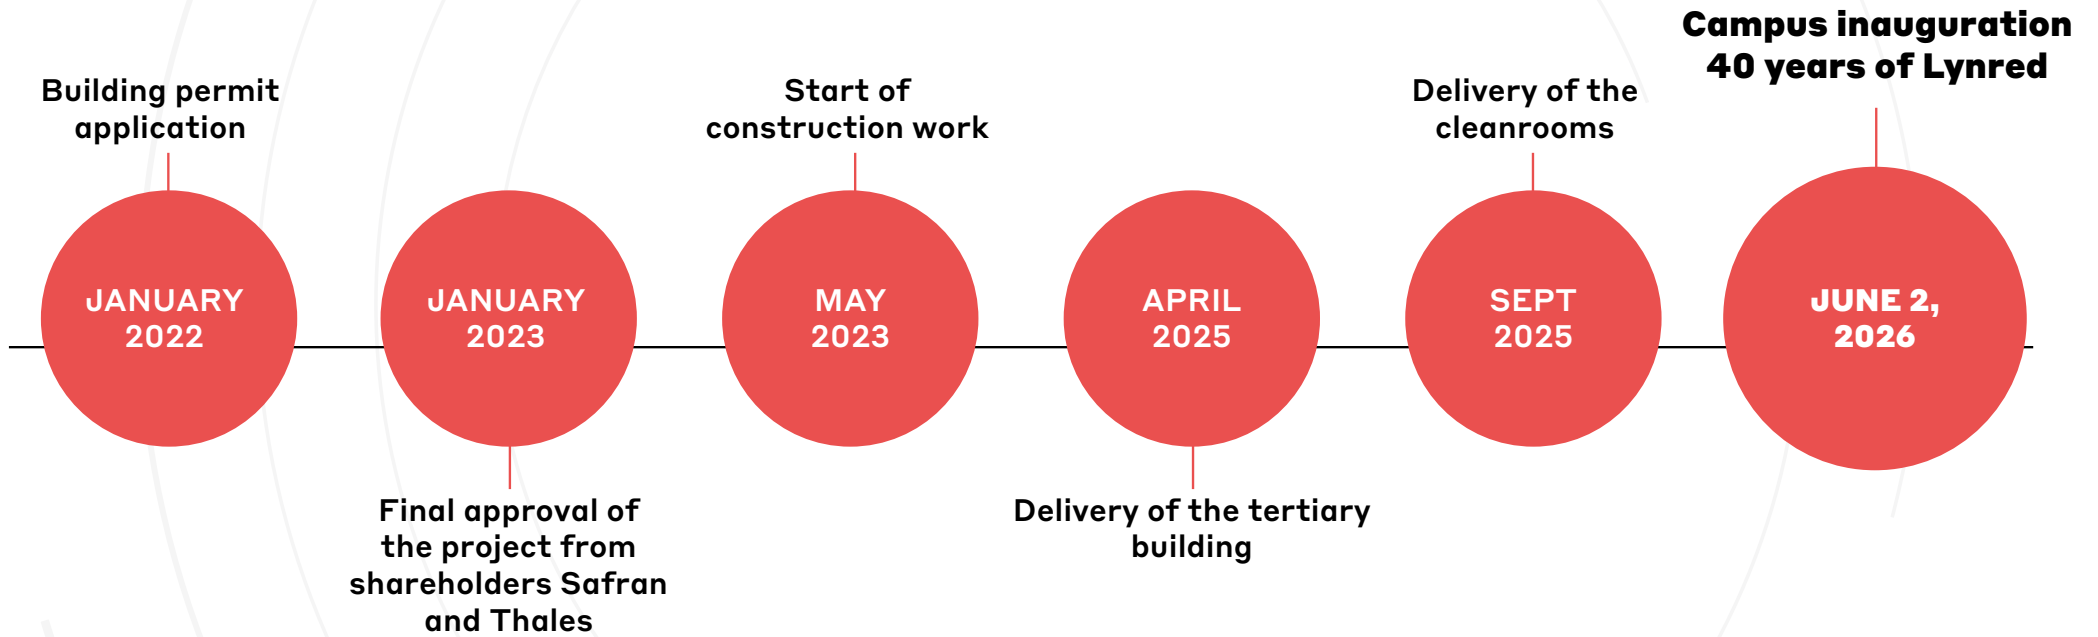 Building permit
application
JANUARY
2022
JANUARY
2023
Final approval of
the project from
shareholders Safran
and Thales
Start of
construction work
MAY
2023
APRIL
2025
Delivery of the tertiary
building
Delivery of the
cleanrooms
SEPT
2025
Campus inauguration
40 years of Lynred
JUNE 2,
2026